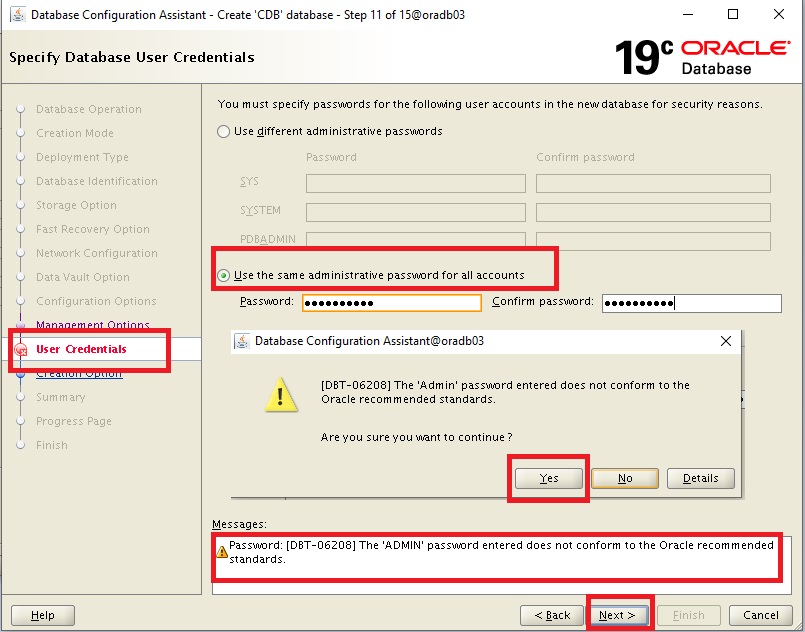 Database Configuration Assistant - Create 'CDB' database - Step 11 of 15@oradb03
Specify Database User Credentials
19c ORACLE
Database
Database Operation
Creation Mode
Deployment Type
Database Identification
Storage Option
Fast Recovery Option
Network Configuration
Data Vault Option
Configuration Options
Management Options
User Credentials
Creation Option
Summary
Progress Page
Finish
You must specify passwords for the following user accounts in the new database for security reasons.
Use different administrative passwords
Password Confirm password
SYS
SYSTEM
PDBADMIN
Use the same administrative password for all accounts
Password: ●●●●●●●●●● Confirm password: ●●●●●●●●●●
Database Configuration Assistant@oradb03
[DBT-06208] The 'Admin' password entered does not conform to the
Oracle recommended standards.
Are you sure you want to continue ?
Yes No Details
Messages:
Password: [DBT-06208] The 'ADMIN' password entered does not conform to the Oracle recommended
standards.
Help < Back Next > Finish Cancel